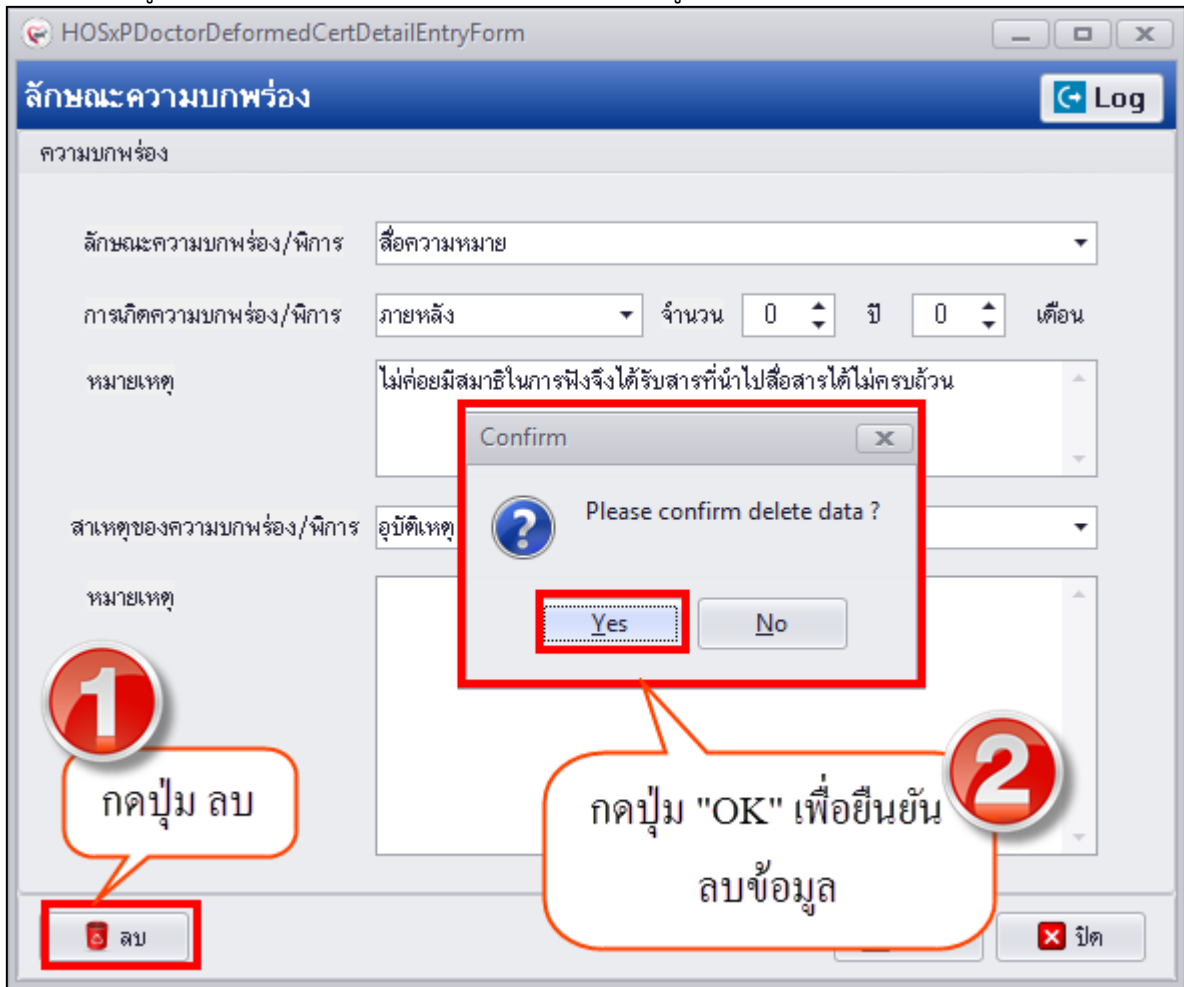 HOSxPDoctorDeformedCertDetailEntryForm
ลักษณะความบกพร่อง
Log
ความบกพร่อง
ลักษณะความบกพร่อง/พิการ สื่อความหมาย
การเกิดความบกพร่อง/พิการ ภายหลัง จำนวน 0 ปี 0 เดือน
หมายเหตุ ไม่ค่อยมีสมาธิในการฟังจึงได้รับสารที่นำไปสื่อสารได้ไม่ครบถ้วน
Confirm
Please confirm delete data ?
สาเหตุของความบกพร่อง/พิการ อุบัติเหตุ
Yes No
หมายเหตุ
1
กดปุ่ม ลบ
2
กดปุ่ม "OK" เพื่อยืนยัน
ลบข้อมูล
ลบ
ปิด